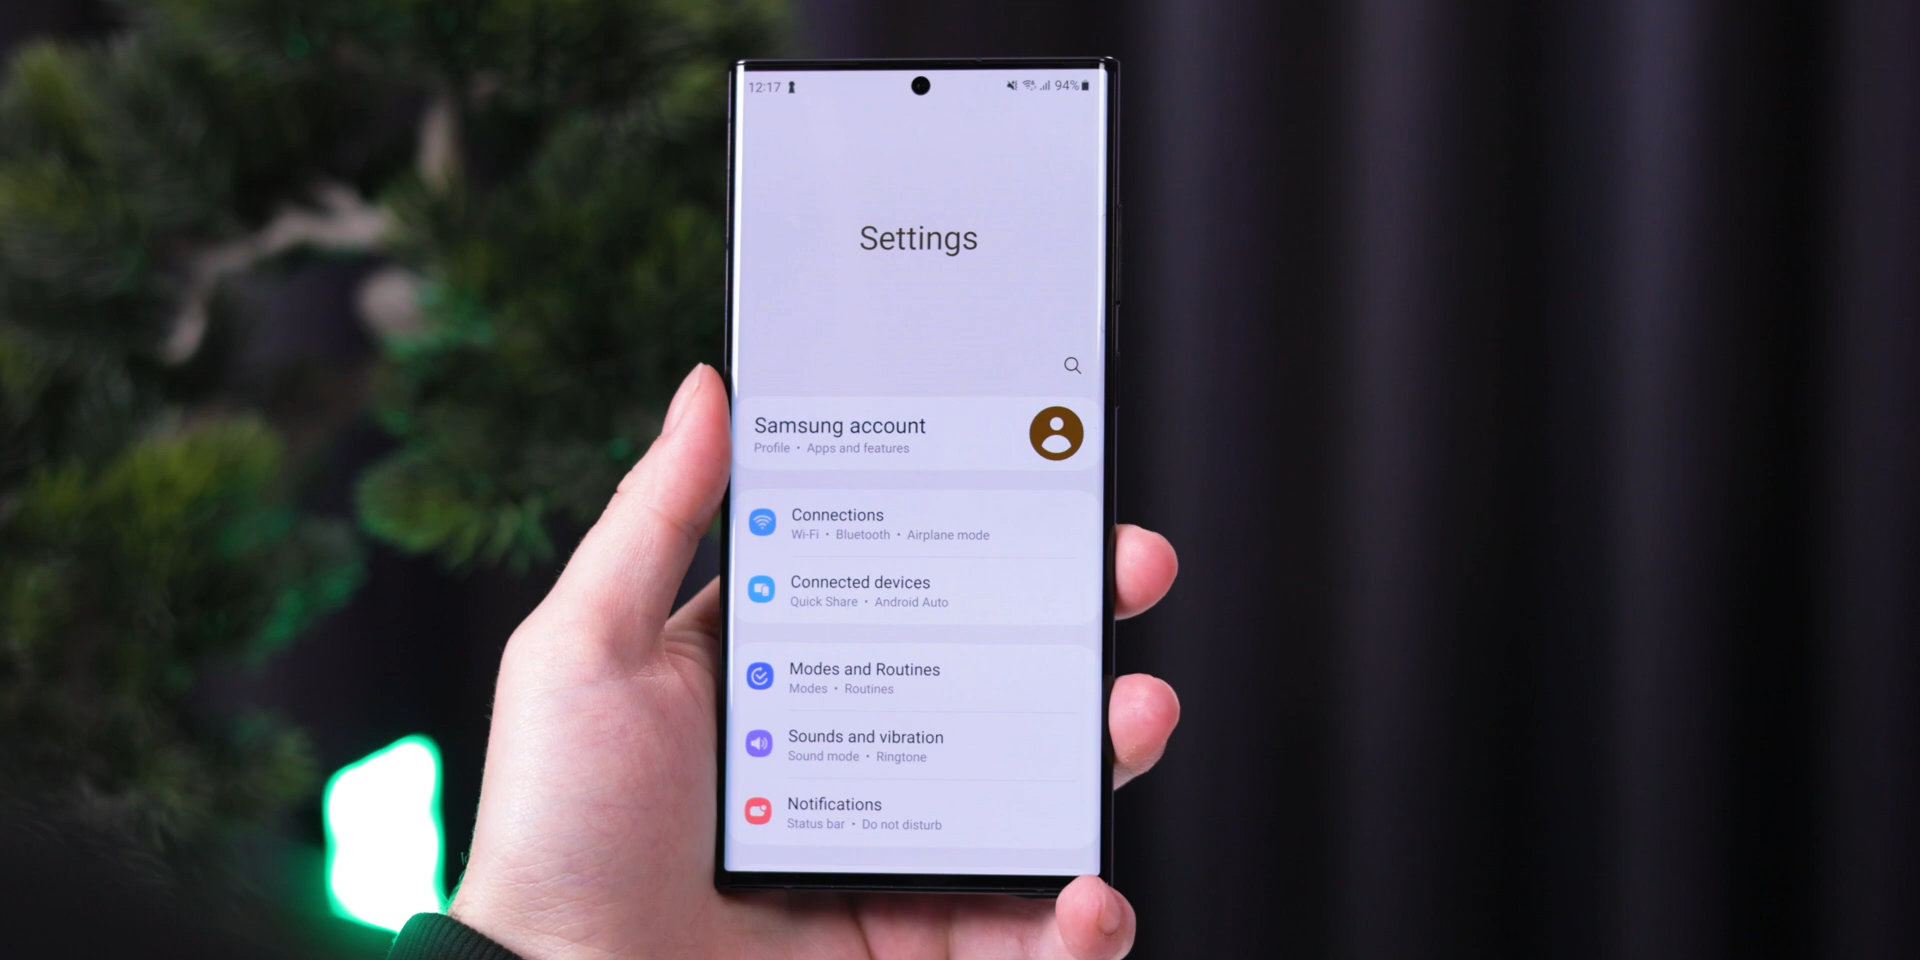 12:17 94%
Settings
Samsung account
Profile • Apps and features
Connections
Wi-Fi • Bluetooth • Airplane mode
Connected devices
Quick Share • Android Auto
Modes and Routines
Modes • Routines
Sounds and vibration
Sound mode • Ringtone
Notifications
Status bar • Do not disturb